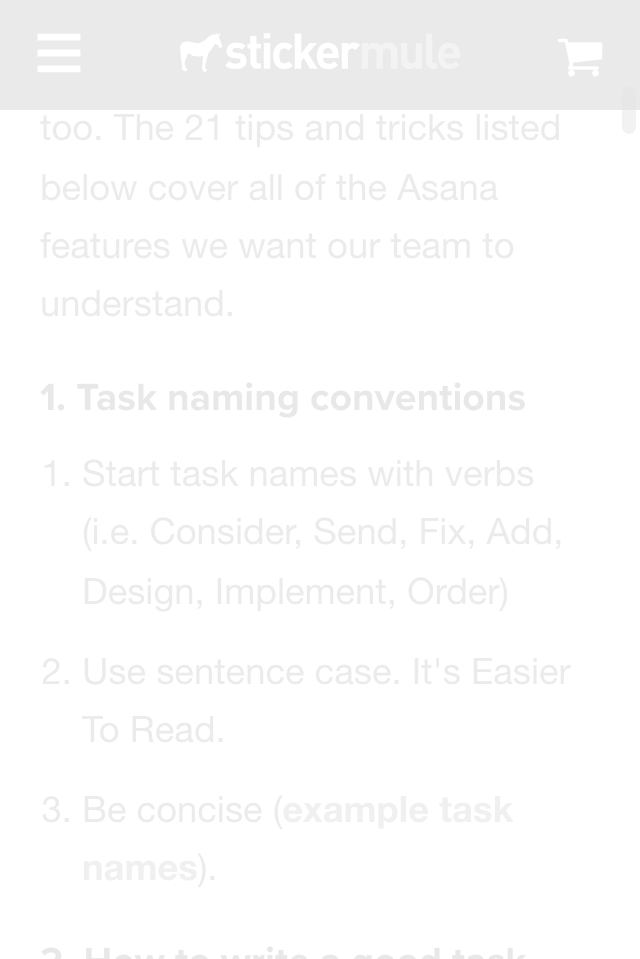 stickermule
too. The 21 tips and tricks listed
below cover all of the Asana
features we want our team to
understand.
1. Task naming conventions
1. Start task names with verbs
(i.e. Consider, Send, Fix, Add,
Design, Implement, Order)
2. Use sentence case. It's Easier
To Read.
3. Be concise (example task
names).
2. How to write a good task